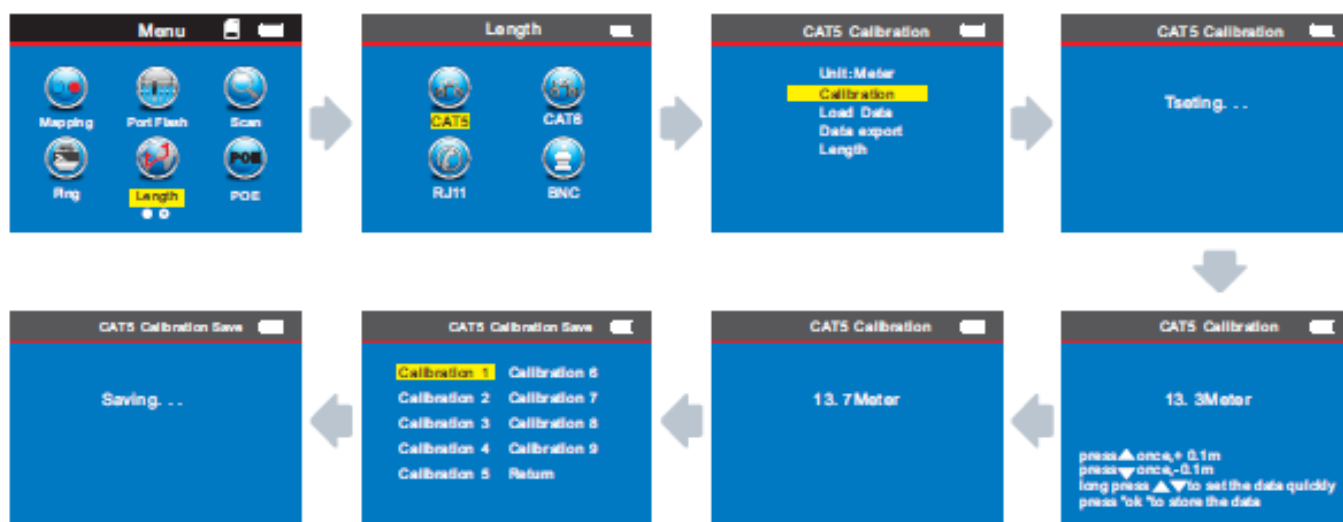 Menu
Mapping
Port Flash
Scan
Ping
Length
POE
POE
Length
CAT5
CAT6
RJ11
BNC
CAT5 Calibration
Unit:Meter
Calibration
Load Data
Data export
Length
CAT5 Calibration
Tseting. . .
CAT5 Calibration
13. 3Meter
press▲once,+ 0.1m
press▼once,-0.1m
long press ▲▼to set the data quickly
press "ok "to store the data
CAT5 Calibration
13. 7Meter
CAT5 Calibration Save
Calibration 1 Calibration 6
Calibration 2 Calibration 7
Calibration 3 Calibration 8
Calibration 4 Calibration 9
Calibration 5 Return
CAT5 Calibration Save
Saving. . .